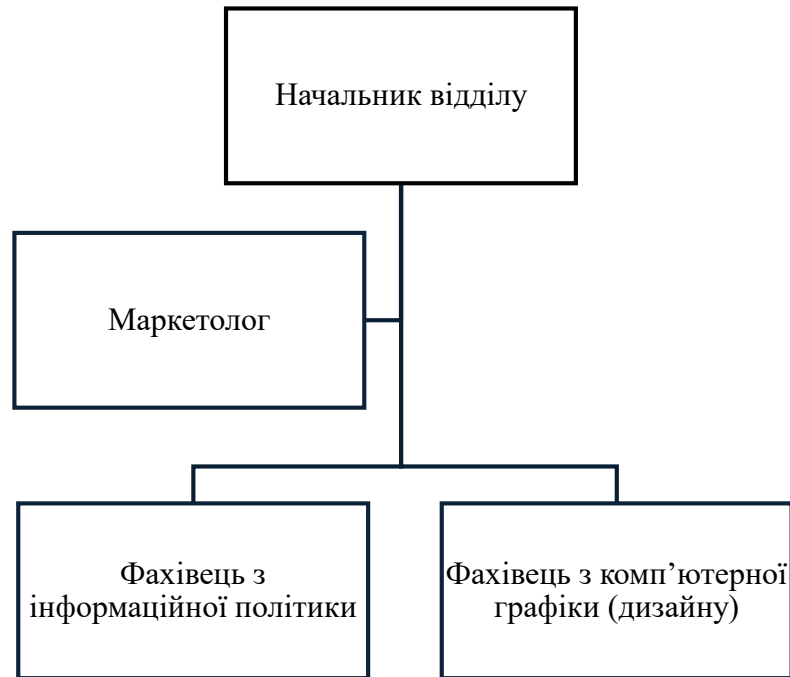 Начальник відділу
Маркетолог
Фахівець з
інформаційної політики
Фахівець з комп’ютерної
графіки (дизайну)